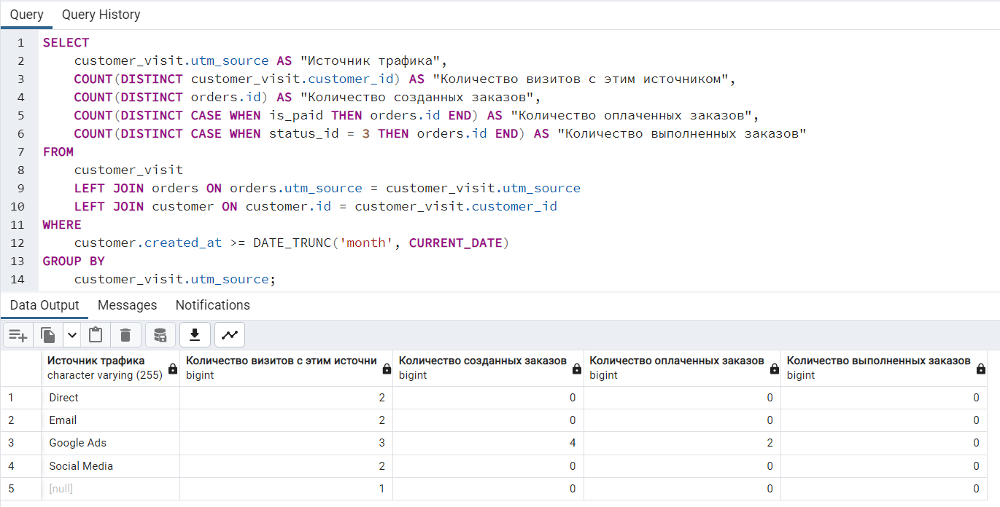 Query Query History
1 SELECT
2 customer_visit.utm_source AS "Источник трафика",
3 COUNT(DISTINCT customer_visit.customer_id) AS "Количество визитов с этим источником",
4 COUNT(DISTINCT orders.id) AS "Количество созданных заказов",
5 COUNT(DISTINCT CASE WHEN is_paid THEN orders.id END) AS "Количество оплаченных заказов",
6 COUNT(DISTINCT CASE WHEN status_id = 3 THEN orders.id END) AS "Количество выполненных заказов"
7 FROM
8 customer_visit
9 LEFT JOIN orders ON orders.utm_source = customer_visit.utm_source
10 LEFT JOIN customer ON customer.id = customer_visit.customer_id
11 WHERE
12 customer.created_at >= DATE_TRUNC('month', CURRENT_DATE)
13 GROUP BY
14 customer_visit.utm_source;
Data Output Messages Notifications
Источник трафика Количество визитов с этим источни Количество созданных заказов Количество оплаченных заказов Количество выполненных заказов
character varying (255) bigint bigint bigint bigint
1 Direct 2 0 0 0
2 Email 2 0 0 0
3 Google Ads 3 4 2 0
4 Social Media 2 0 0 0
5 [null] 1 0 0 0